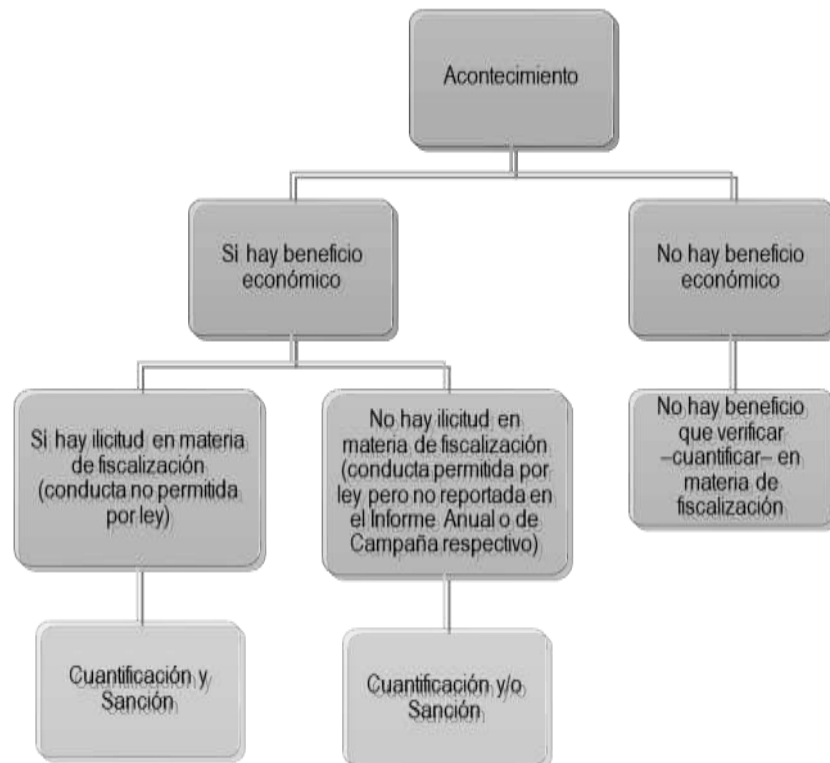 Acontecimiento
Si hay beneficio
económico
No hay beneficio
económico
Si hay ilicitud en materia
de fiscalización
(conducta no permitida
por ley)
No hay ilicitud en
materia de fiscalización
(conducta permitida por
ley pero no reportada en
el Informe Anual o de
Campaña respectivo)
No hay beneficio
que verificar
–cuantificar– en
materia de
fiscalización
Cuantificación y
Sanción
Cuantificación y/o
Sanción